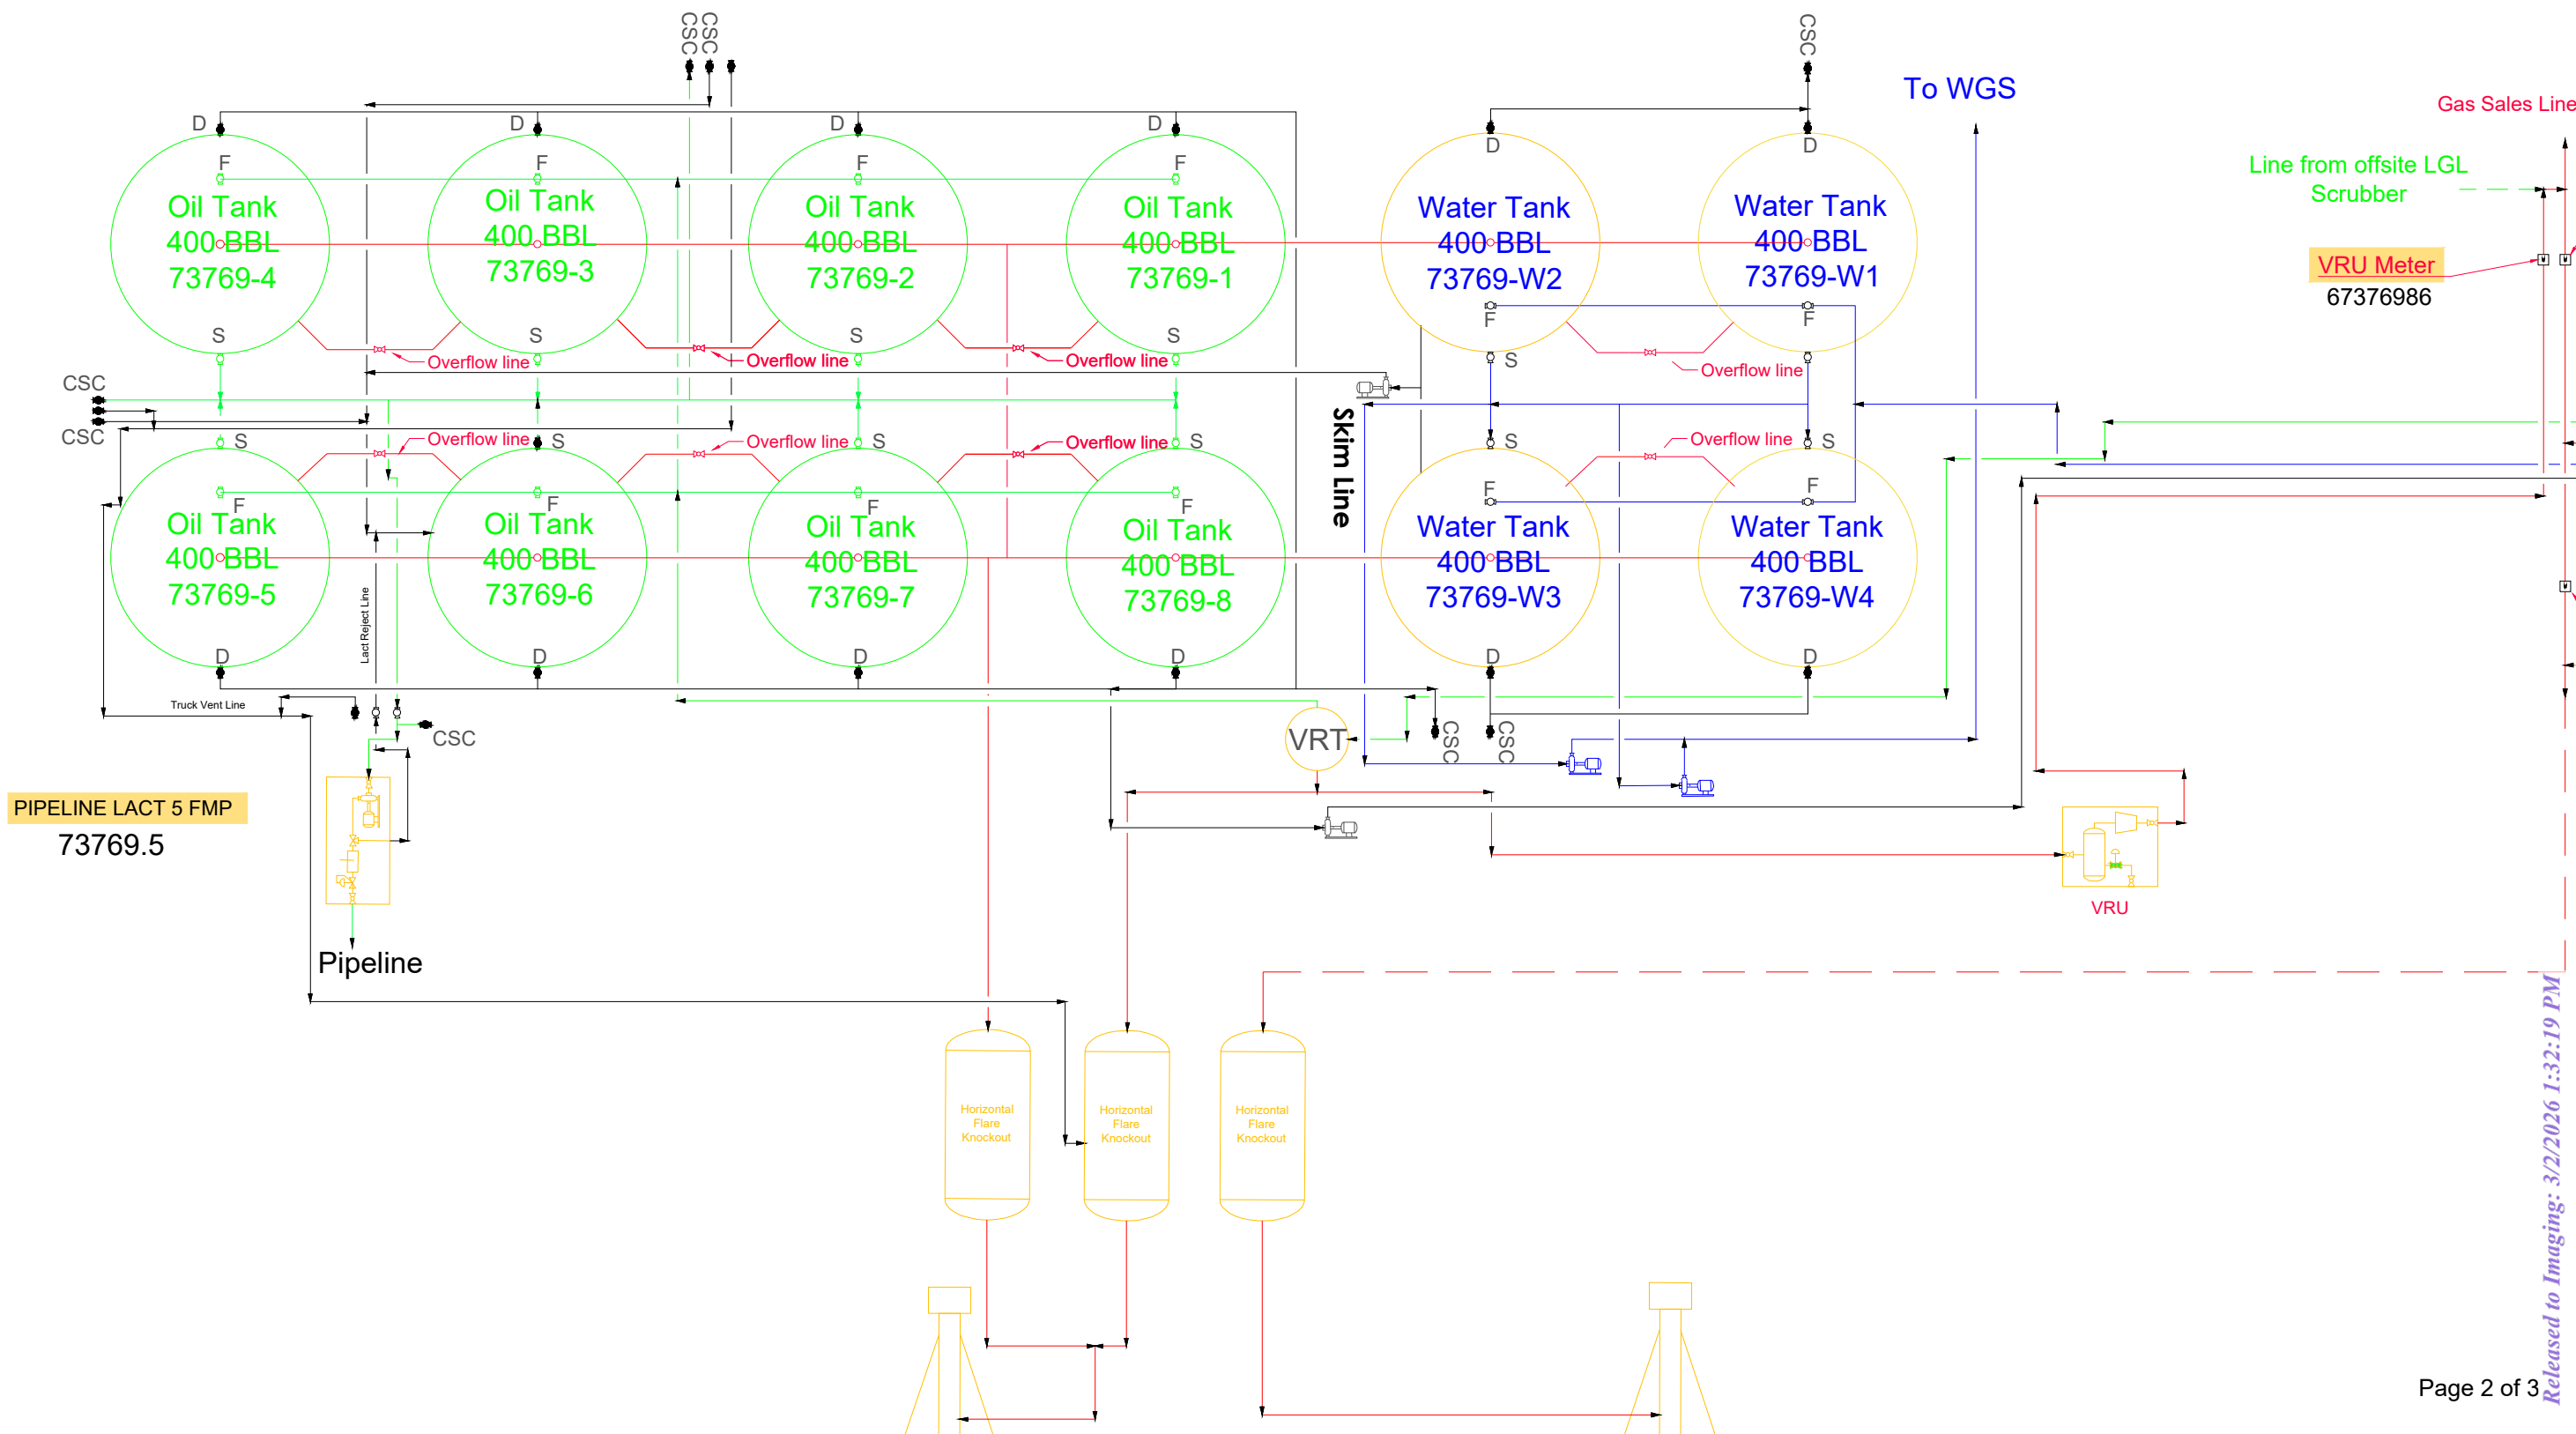 CSC
CSC
CSC
To WGS
Gas Sales Line
Line from offsite LGL
Scrubber
VRU Meter
67376986
D
D
D
D
D
D
F
F
F
F
Oil Tank
400 BBL
73769-4
Oil Tank
400 BBL
73769-3
Oil Tank
400 BBL
73769-2
Oil Tank
400 BBL
73769-1
Water Tank
400 BBL
73769-W2
Water Tank
400 BBL
73769-W1
F
F
S
S
S
S
S
Overflow line
Overflow line
Overflow line
Overflow line
CSC
CSC
Skim Line
Overflow line
Overflow line
Overflow line
Overflow line
S
S
S
S
S
S
F
F
F
F
F
F
Oil Tank
400 BBL
73769-5
Oil Tank
400 BBL
73769-6
Oil Tank
400 BBL
73769-7
Oil Tank
400 BBL
73769-8
Water Tank
400 BBL
73769-W3
Water Tank
400 BBL
73769-W4
D
D
D
D
D
D
Lact Reject Line
Truck Vent Line
CSC
VRT
CSC
CSC
PIPELINE LACT 5 FMP
73769.5
Pipeline
VRU
Horizontal
Flare
Knockout
Horizontal
Flare
Knockout
Horizontal
Flare
Knockout
Released to Imaging: 3/2/2026 1:32:19 PM
Page 2 of 3